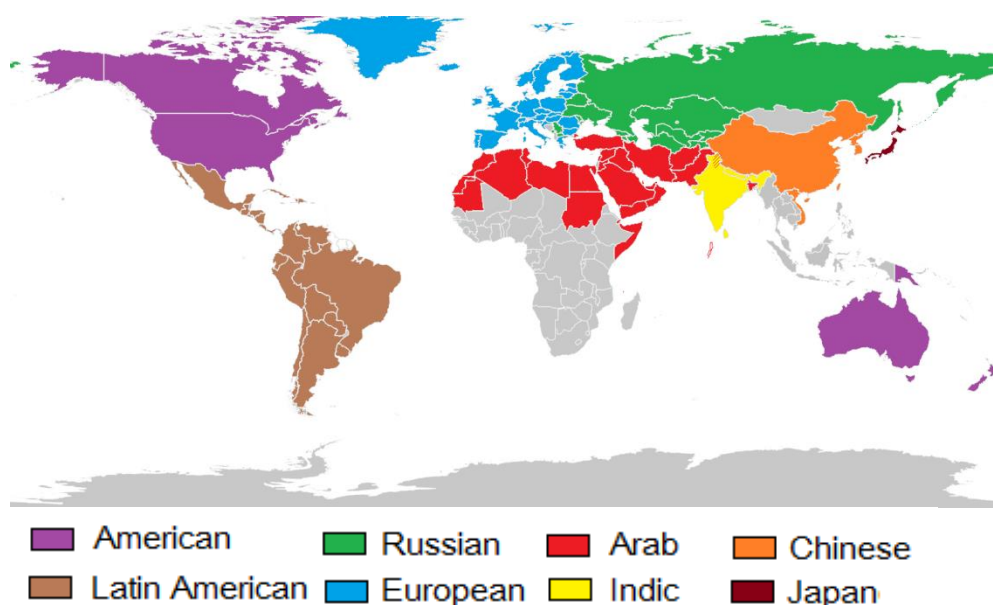 American
Russian
Arab
Chinese
Latin American
European
Indic
Japan